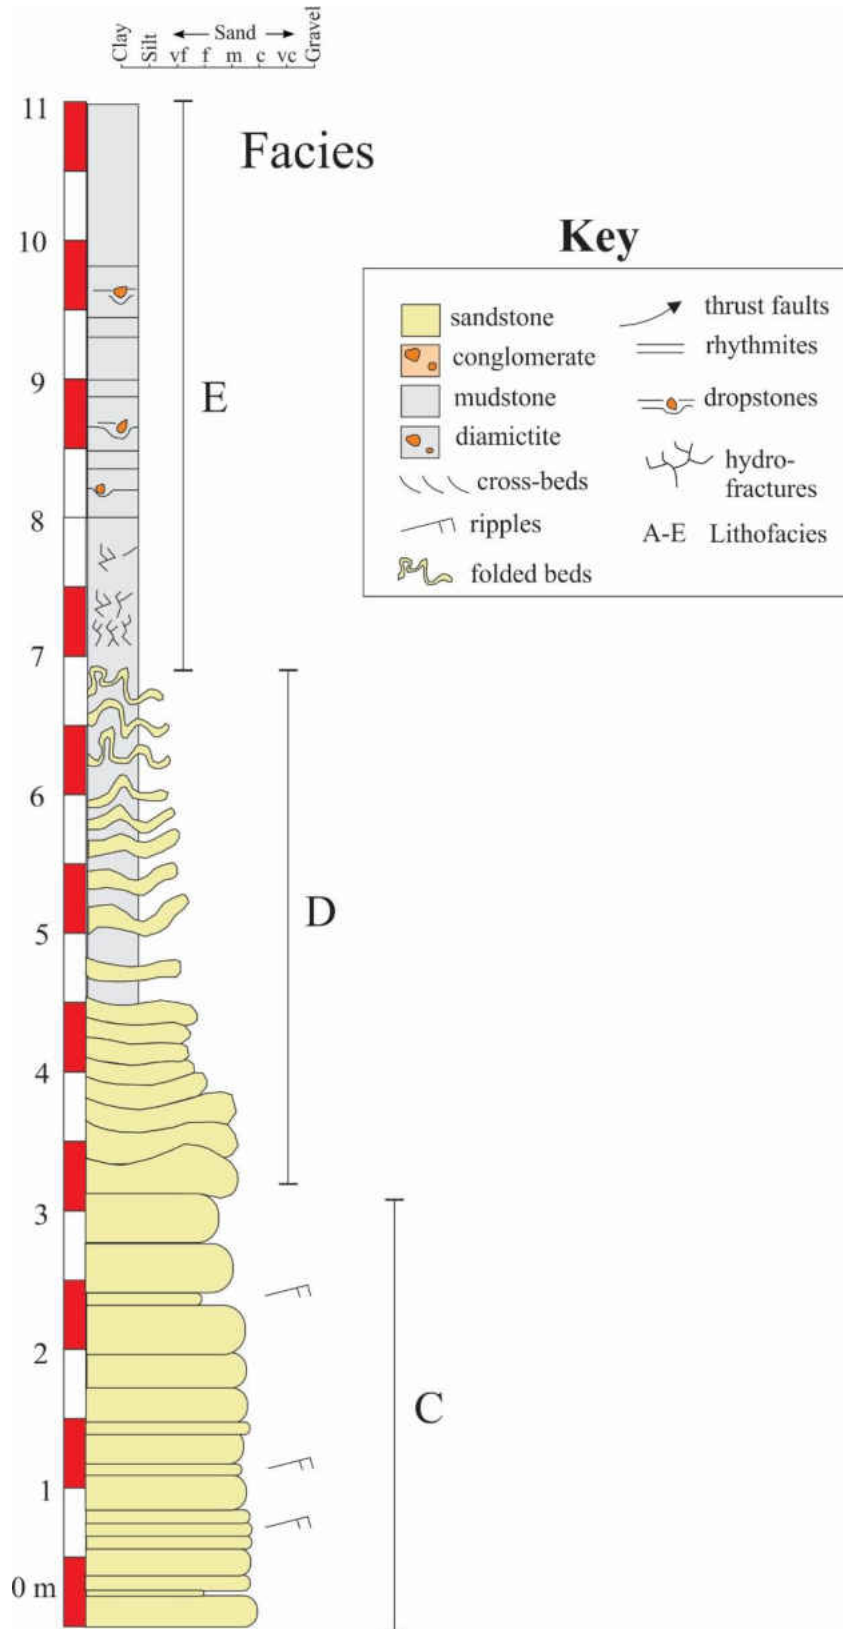 ← Sand →
Clay Silt vf f m c vc Gravel
Facies
Key
sandstone
conglomerate
mudstone
diamictite
cross-beds
ripples
folded beds
thrust faults
rhythmites
dropstones
hydro-
fractures
A-E Lithofacies
11
10
9
8
7
6
5
4
3
2
1
0 m
E
D
C